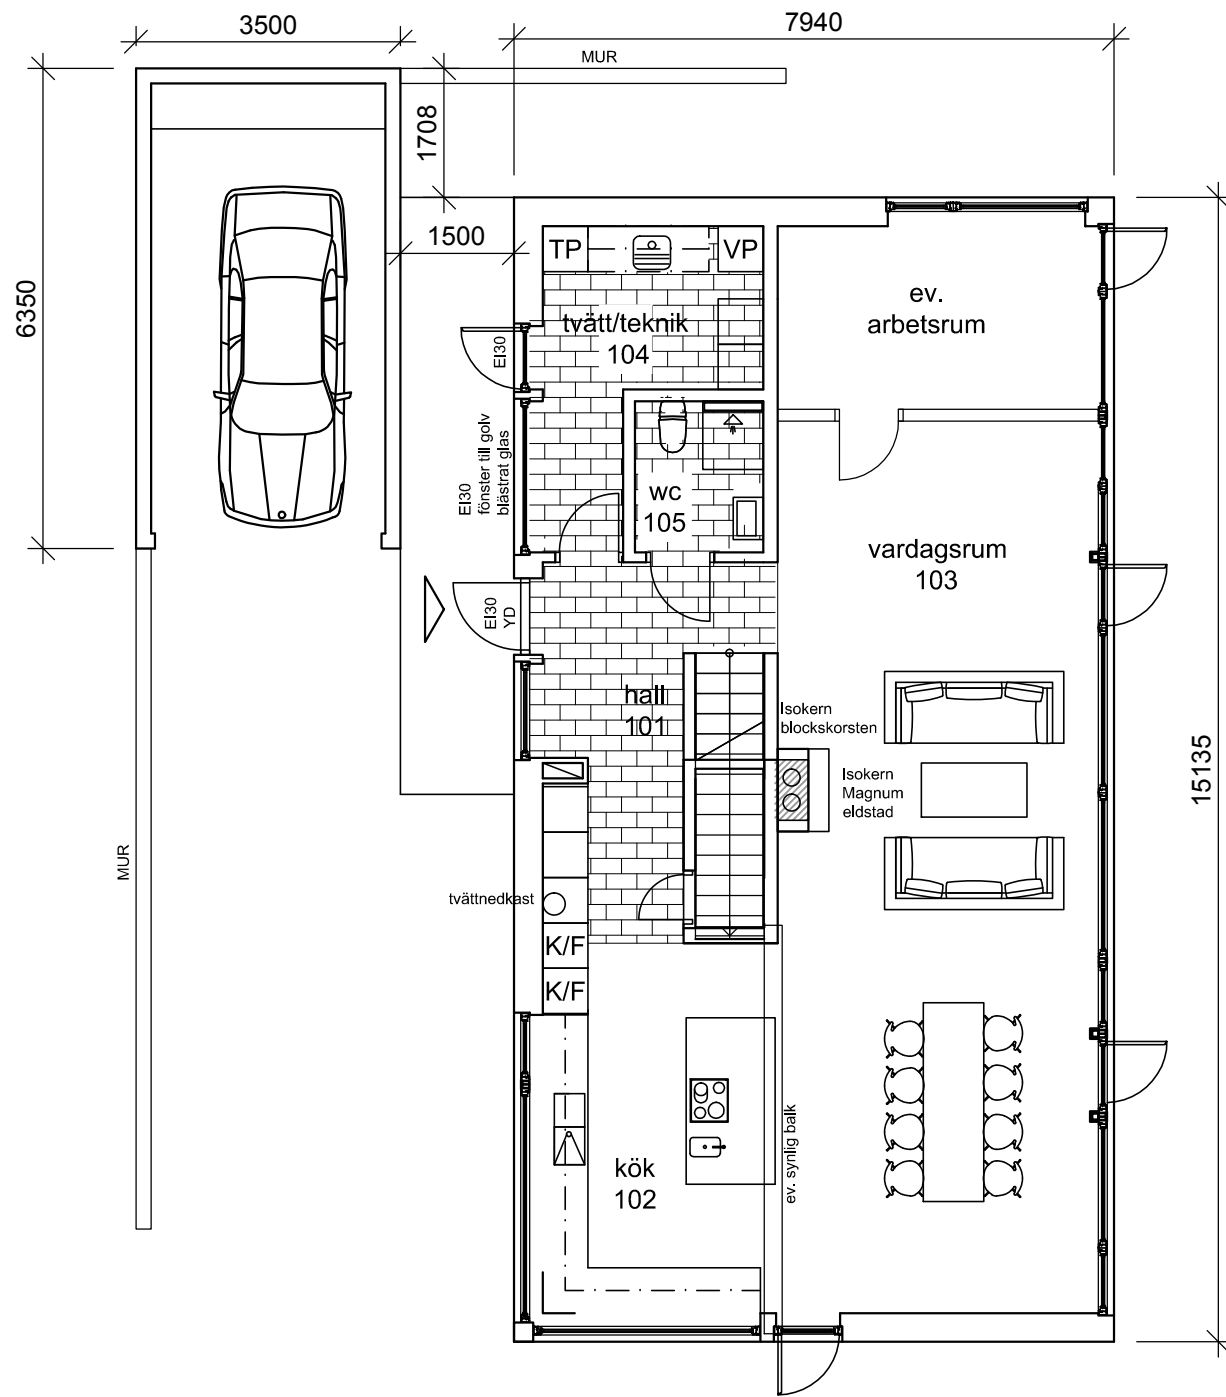 3500
7940
MUR
1708
6350
1500
TP
VP
ev.
arbetsrum
tvätt/teknik
104
EI30
EI30
fönster till golv
blästrat glas
wc
105
vardagsrum
103
EI30
YD
hall
101
Isokern
blockskorsten
Isokern
Magnum
eldstad
15135
MUR
tvättnedkast
K/F
K/F
ev. synlig balk
kök
102